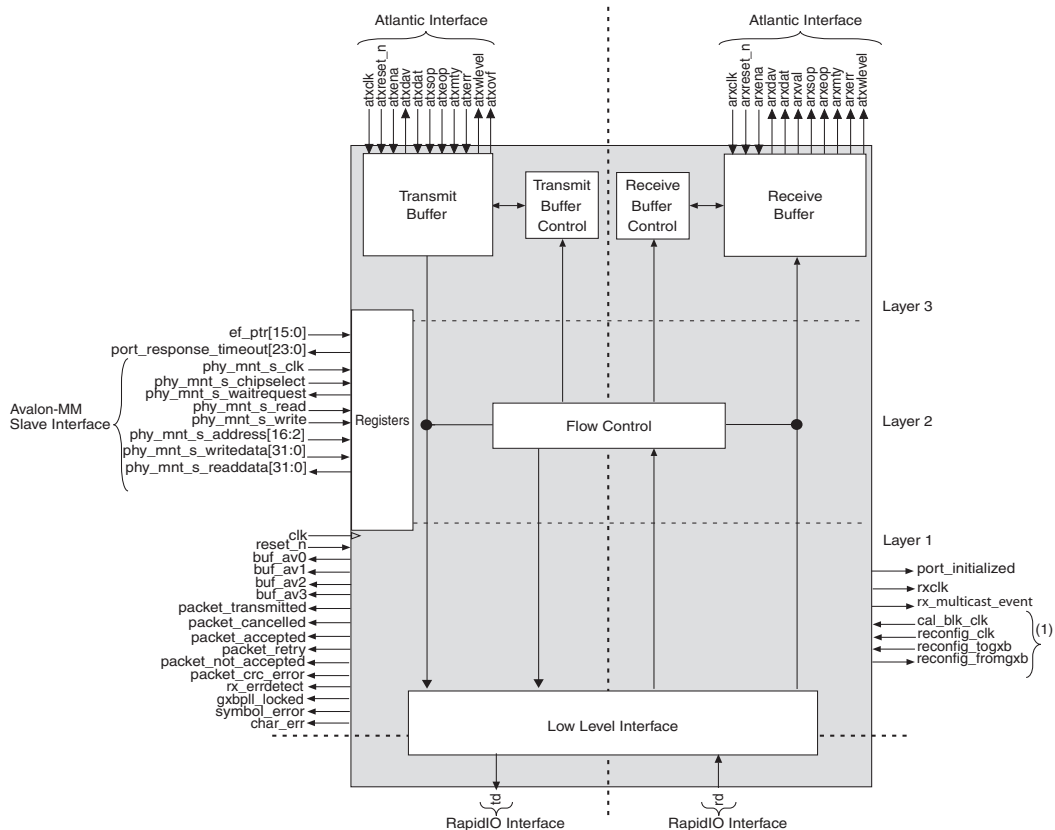 Atlantic Interface
Atlantic Interface
atxclk
atxreset_n
atxena
atxdav
atxdat
atxsop
atxeop
atxmty
atxerr
atxwlevel
atxovf
arxclk
arxreset_n
arxena
arxdav
arxdat
arxval
arxsop
arxeop
arxmty
arxerr
atxwlevel
Transmit
Buffer
Transmit
Buffer
Control
Receive
Buffer
Control
Receive
Buffer
Layer 3
ef_ptr[15:0]
port_response_timeout[23:0]
phy_mnt_s_clk
phy_mnt_s_chipselect
phy_mnt_s_waitrequest
phy_mnt_s_read
phy_mnt_s_write
phy_mnt_s_address[16:2]
phy_mnt_s_writedata[31:0]
phy_mnt_s_readdata[31:0]
Avalon-MM
Slave Interface
Registers
Flow Control
Layer 2
clk
reset_n
buf_av0
buf_av1
buf_av2
buf_av3
packet_transmitted
packet_cancelled
packet_accepted
packet_retry
packet_not_accepted
packet_crc_error
rx_errdetect
gxbpll_locked
symbol_error
char_err
Layer 1
port_initialized
rxclk
rx_multicast_event
cal_blk_clk
reconfig_clk
reconfig_togxb
reconfig_fromgxb
(1)
Low Level Interface
td
rd
RapidIO Interface
RapidIO Interface